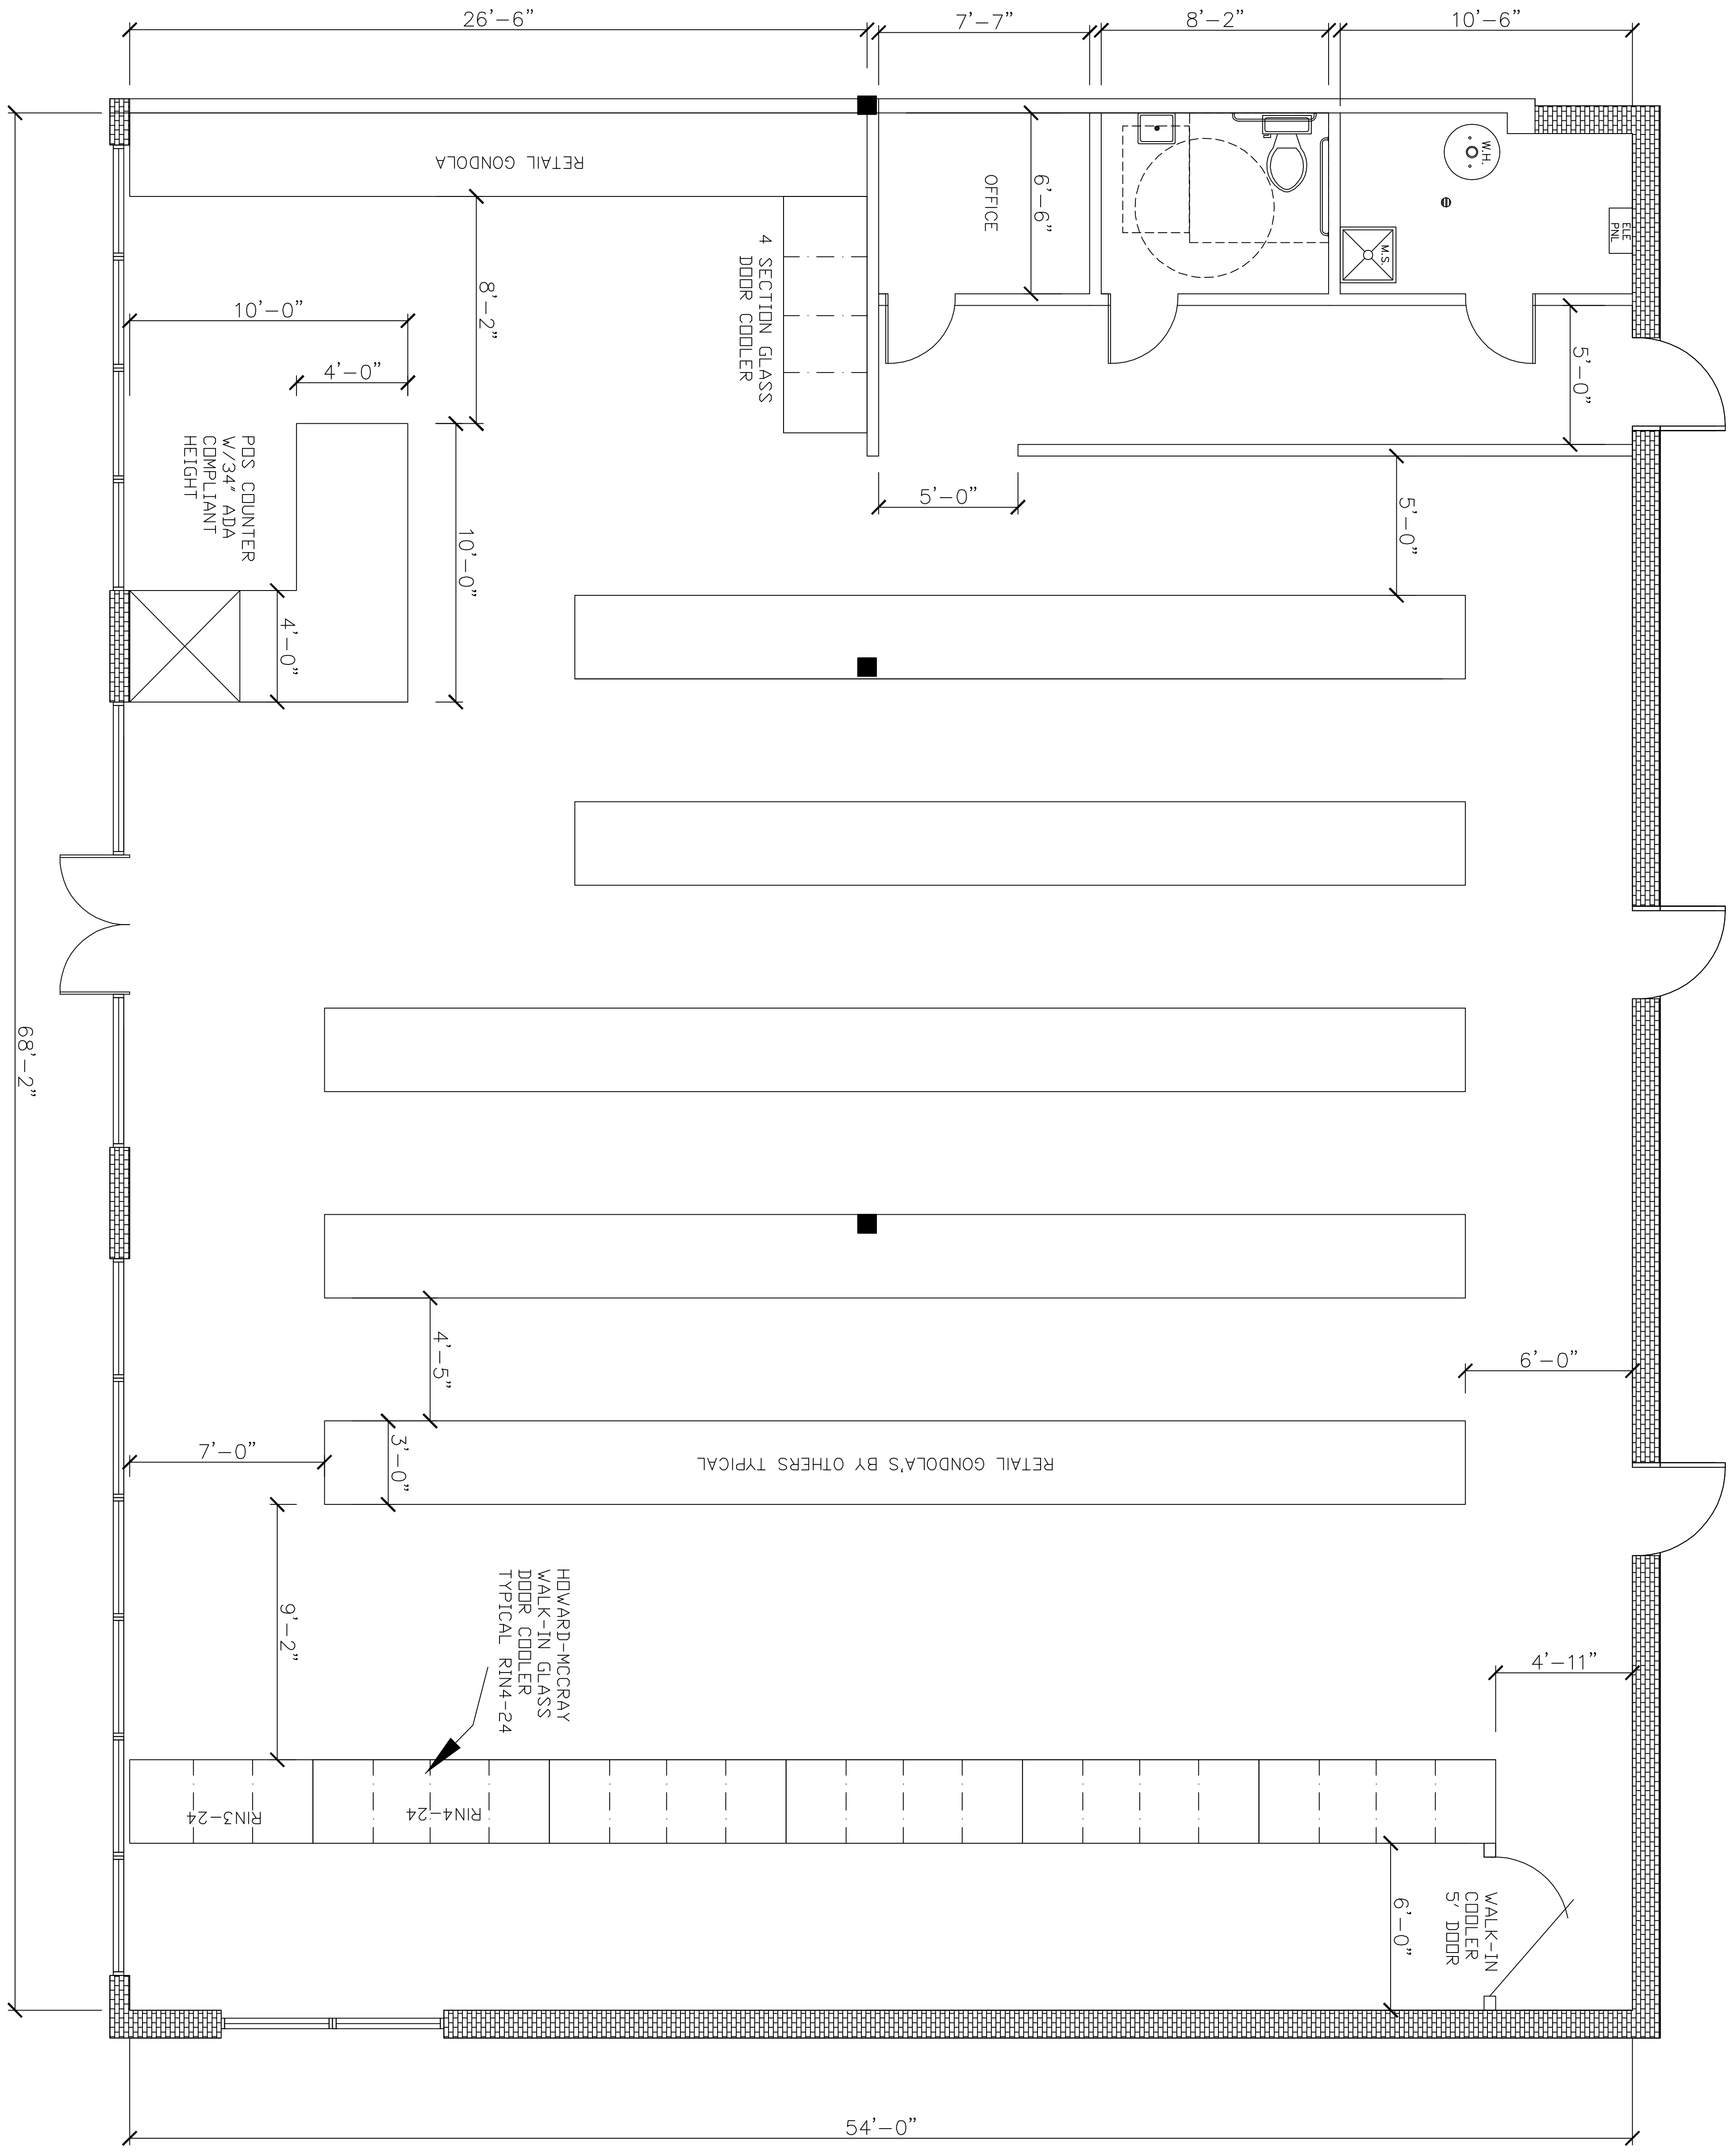 26'-6"
7'-7"
8'-2"
10'-6"
RETAIL GONDOLA
OFFICE
6'-6"
W.H.
ELE
PNL
M.S.
4 SECTION GLASS
DOOR COOLER
8'-2"
10'-0"
4'-0"
5'-0"
POS COUNTER
W/34" ADA
COMPLIANT
HEIGHT
10'-0"
4'-0"
5'-0"
5'-0"
68'-2"
4'-5"
6'-0"
7'-0"
3'-0"
RETAIL GONDOLA'S BY OTHERS TYPICAL
9'-2"
HOWARD-MCCRAY
WALK-IN GLASS
DOOR COOLER
TYPICAL RIN4-24
4'-11"
RIN3-24
RIN4-24
6'-0"
WALK-IN
COOLER
5' DOOR
54'-0"